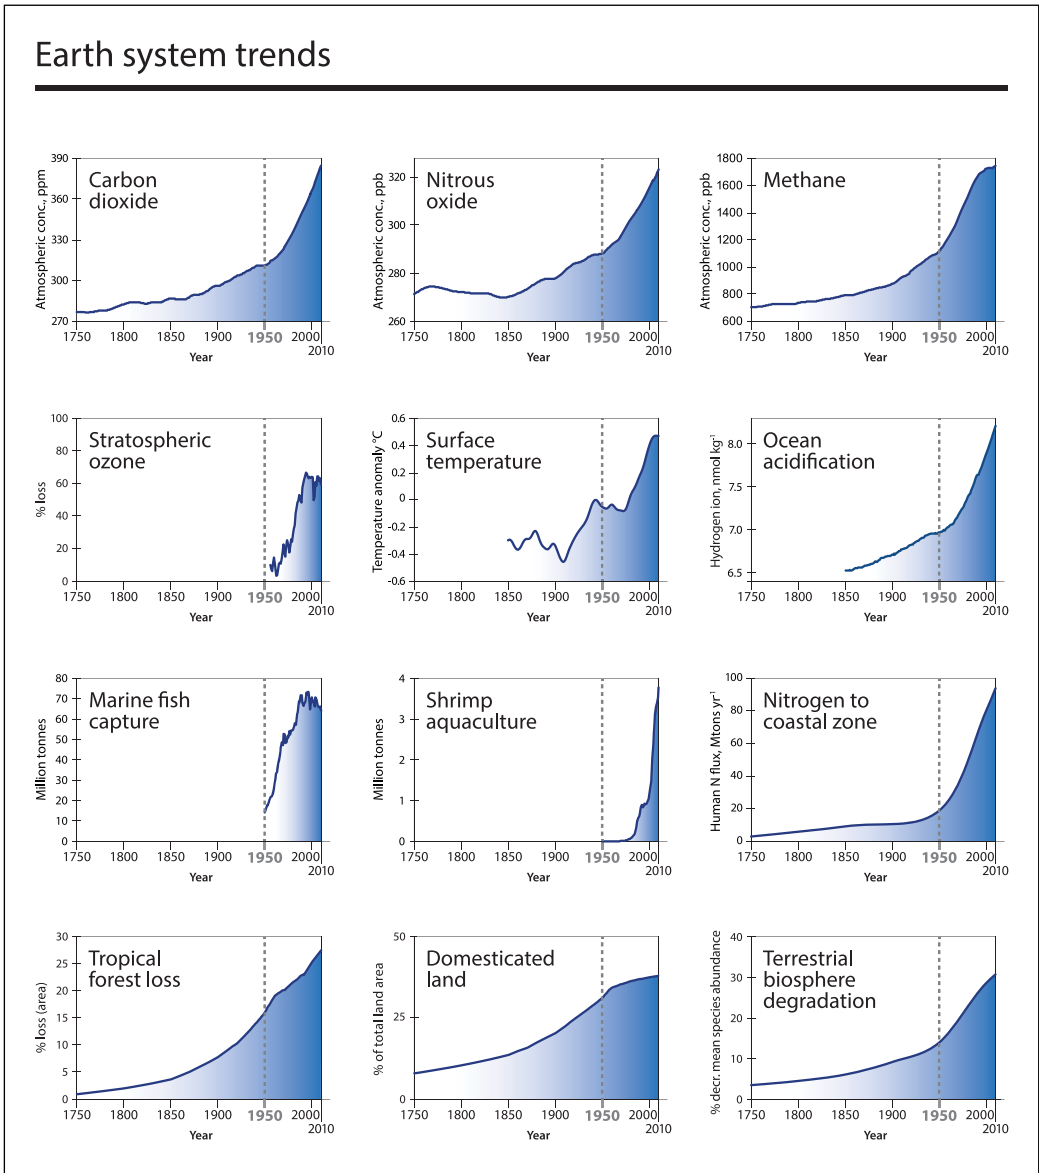 Earth system trends
Carbon
dioxide
Atmospheric conc., ppm
390
360
330
300
270
1750 1800 1850 1900 1950 2000
2010
Year
Nitrous
oxide
Atmospheric conc., ppb
320
300
280
260
1750 1800 1850 1900 1950 2000
2010
Year
Methane
Atmospheric conc., ppb
1800
1600
1400
1200
1000
800
600
1750 1800 1850 1900 1950 2000
2010
Year
Stratospheric
ozone
% loss
100
80
60
40
20
0
1750 1800 1850 1900 1950 2000
2010
Year
Surface
temperature
Temperature anomaly °C
0.6
0.4
0.2
0
-0.2
-0.4
-0.6
1750 1800 1850 1900 1950 2000
2010
Year
Ocean
acidification
Hydrogen ion, nmol kg⁻¹
8.0
7.5
7.0
6.5
1750 1800 1850 1900 1950 2000
2010
Year
Marine fish
capture
Million tonnes
80
70
60
50
40
30
20
10
0
1750 1800 1850 1900 1950 2000
2010
Year
Shrimp
aquaculture
Million tonnes
4
3
2
1
0
1750 1800 1850 1900 1950 2000
2010
Year
Nitrogen to
coastal zone
Human N flux, Mtons yr⁻¹
100
80
60
40
20
0
1750 1800 1850 1900 1950 2000
2010
Year
Tropical
forest loss
% loss (area)
30
25
20
15
10
5
0
1750 1800 1850 1900 1950 2000
2010
Year
Domesticated
land
% of total land area
50
25
0
1750 1800 1850 1900 1950 2000
2010
Year
Terrestrial
biosphere
degradation
% decr. mean species abundance
40
30
20
10
0
1750 1800 1850 1900 1950 2000
2010
Year